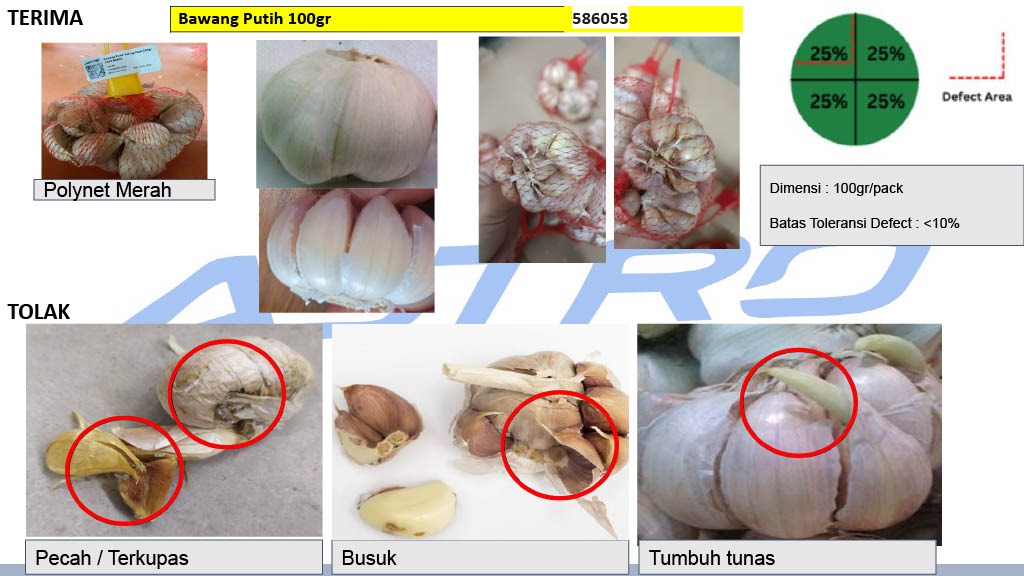 TERIMA
Bawang Putih 100gr
586053
25%
25%
25%
25%
Defect Area
Polynet Merah
Dimensi : 100gr/pack
Batas Toleransi Defect : <10%
ASTRO
TOLAK
Pecah / Terkupas
Busuk
Tumbuh tunas